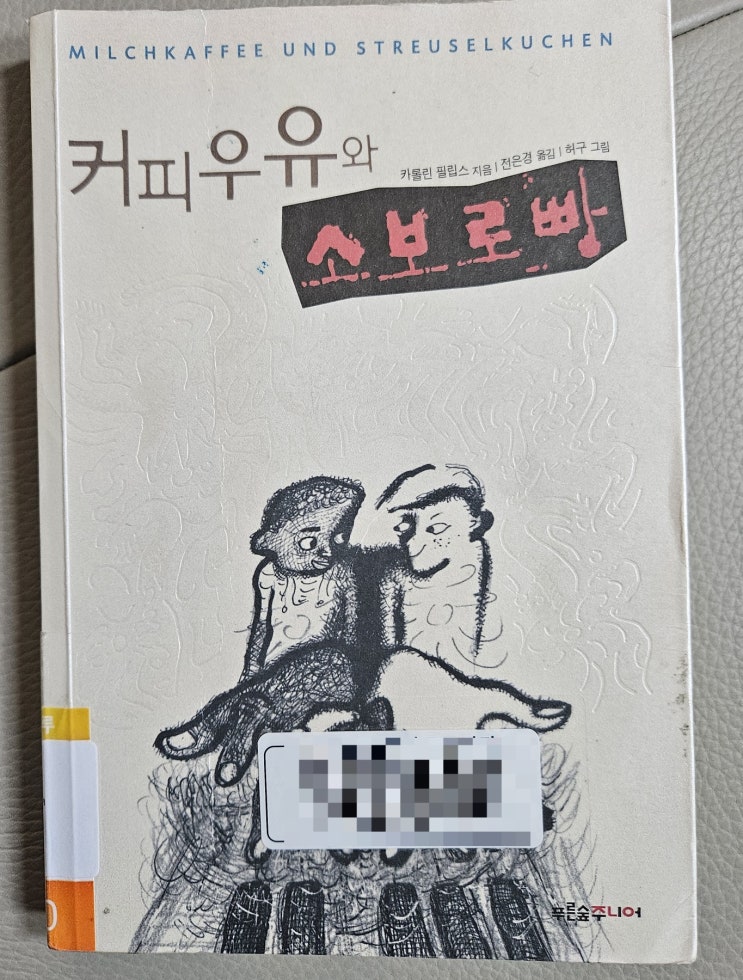 MILCHKAFFEE UND STREUSELKUCHEN
커피우유와
카롤린 필립스 지음 | 전은경 옮김 | 허구 그림
소보로빵
푸른숲주니어